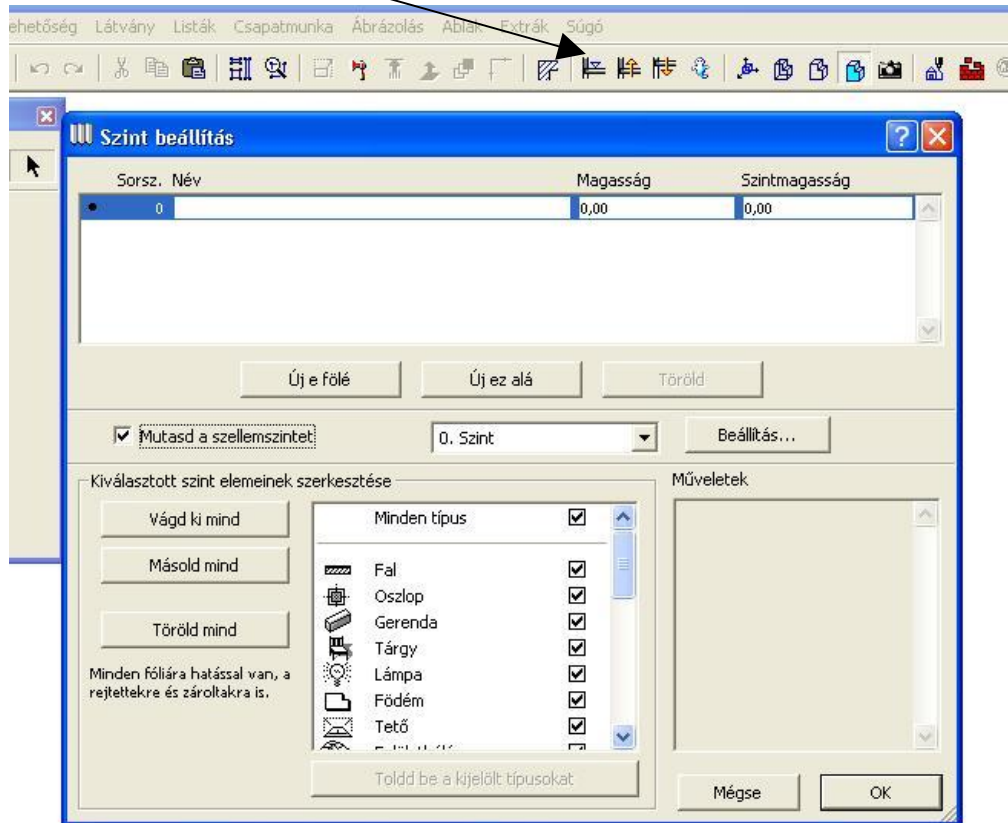 ehetőség Látvány Listák Csapatmunka Ábrázolás Ablak Extrák Súgó
Szint beállítás
Sorsz. Név Magasság Szintmagasság
0 0,00 0,00
Új e fölé Új ez alá Töröld
Mutasd a szellemszintet 0. Szint Beállítás...
Kiválasztott szint elemeinek szerkesztése
Műveletek
Vágd ki mind
Másold mind
Töröld mind
Minden fóliára hatással van, a
rejtettekre és zároltakra is.
Minden típus
Fal
Oszlop
Gerenda
Tárgy
Lámpa
Födém
Tető
Toldd be a kijelölt típusokat
Mégse OK